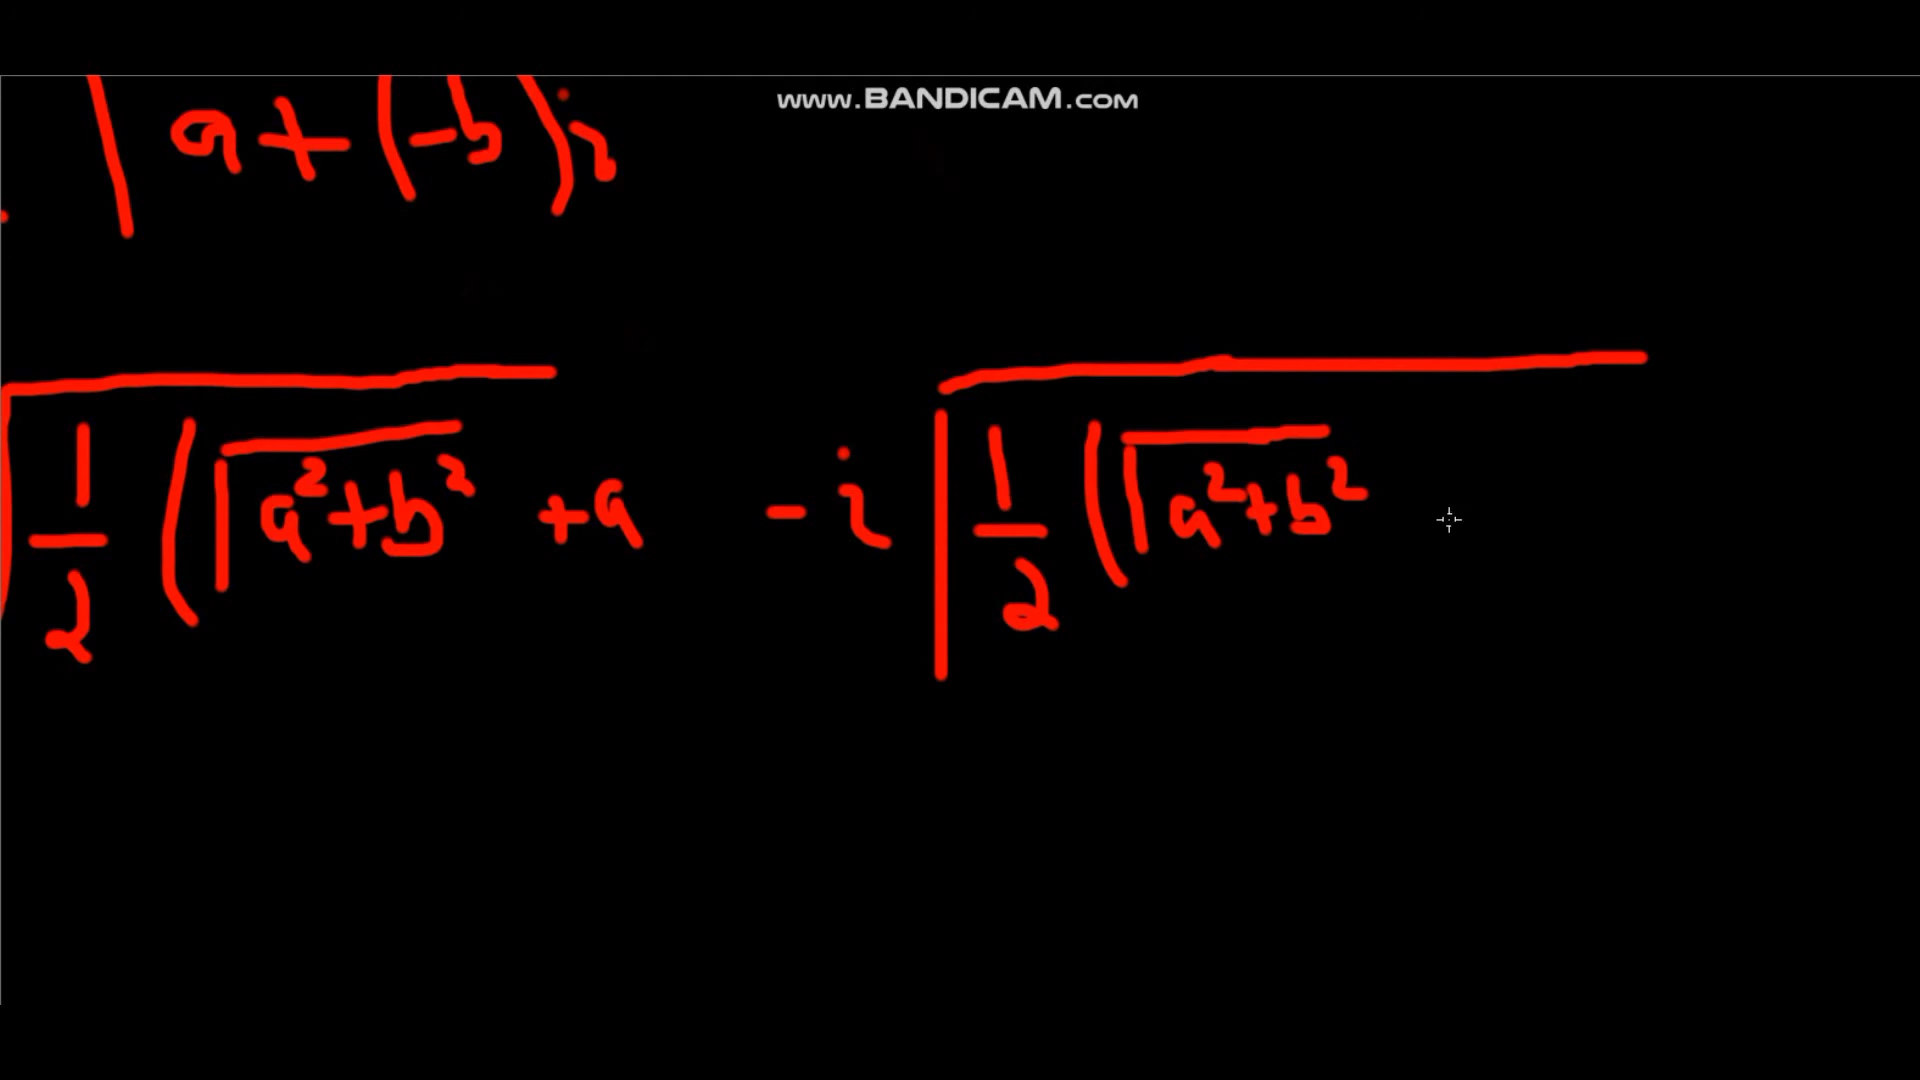 www.BANDICAM.com
√ a + (-b)i
√ 1/2 (√ a²+b² + a - i √ 1/2 (√ a²+b²